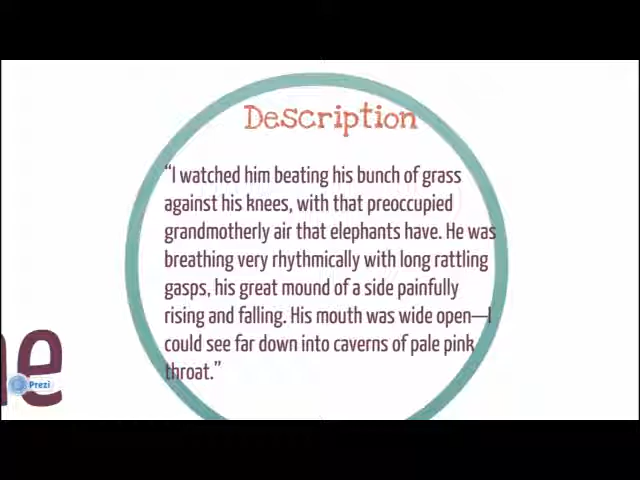 Description
“I watched him beating his bunch of grass
against his knees, with that preoccupied
grandmotherly air that elephants have. He was
breathing very rhythmically with long rattling
gasps, his great mound of a side painfully
rising and falling. His mouth was wide open—I
could see far down into caverns of pale pink
throat.”
ne
Prezi